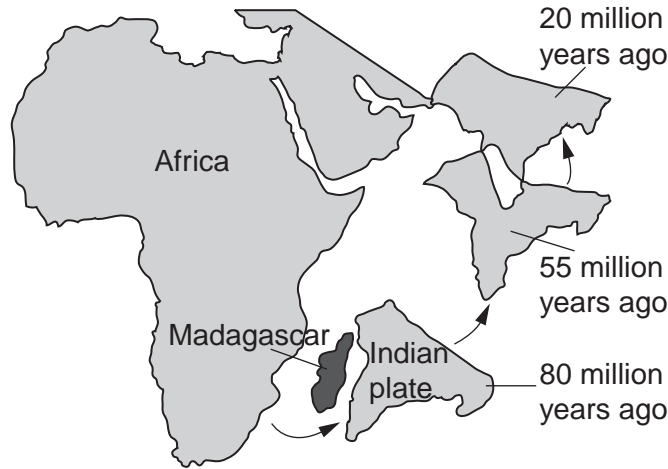 20 million
years ago
Africa
55 million
years ago
Madagascar
Indian
plate
80 million
years ago